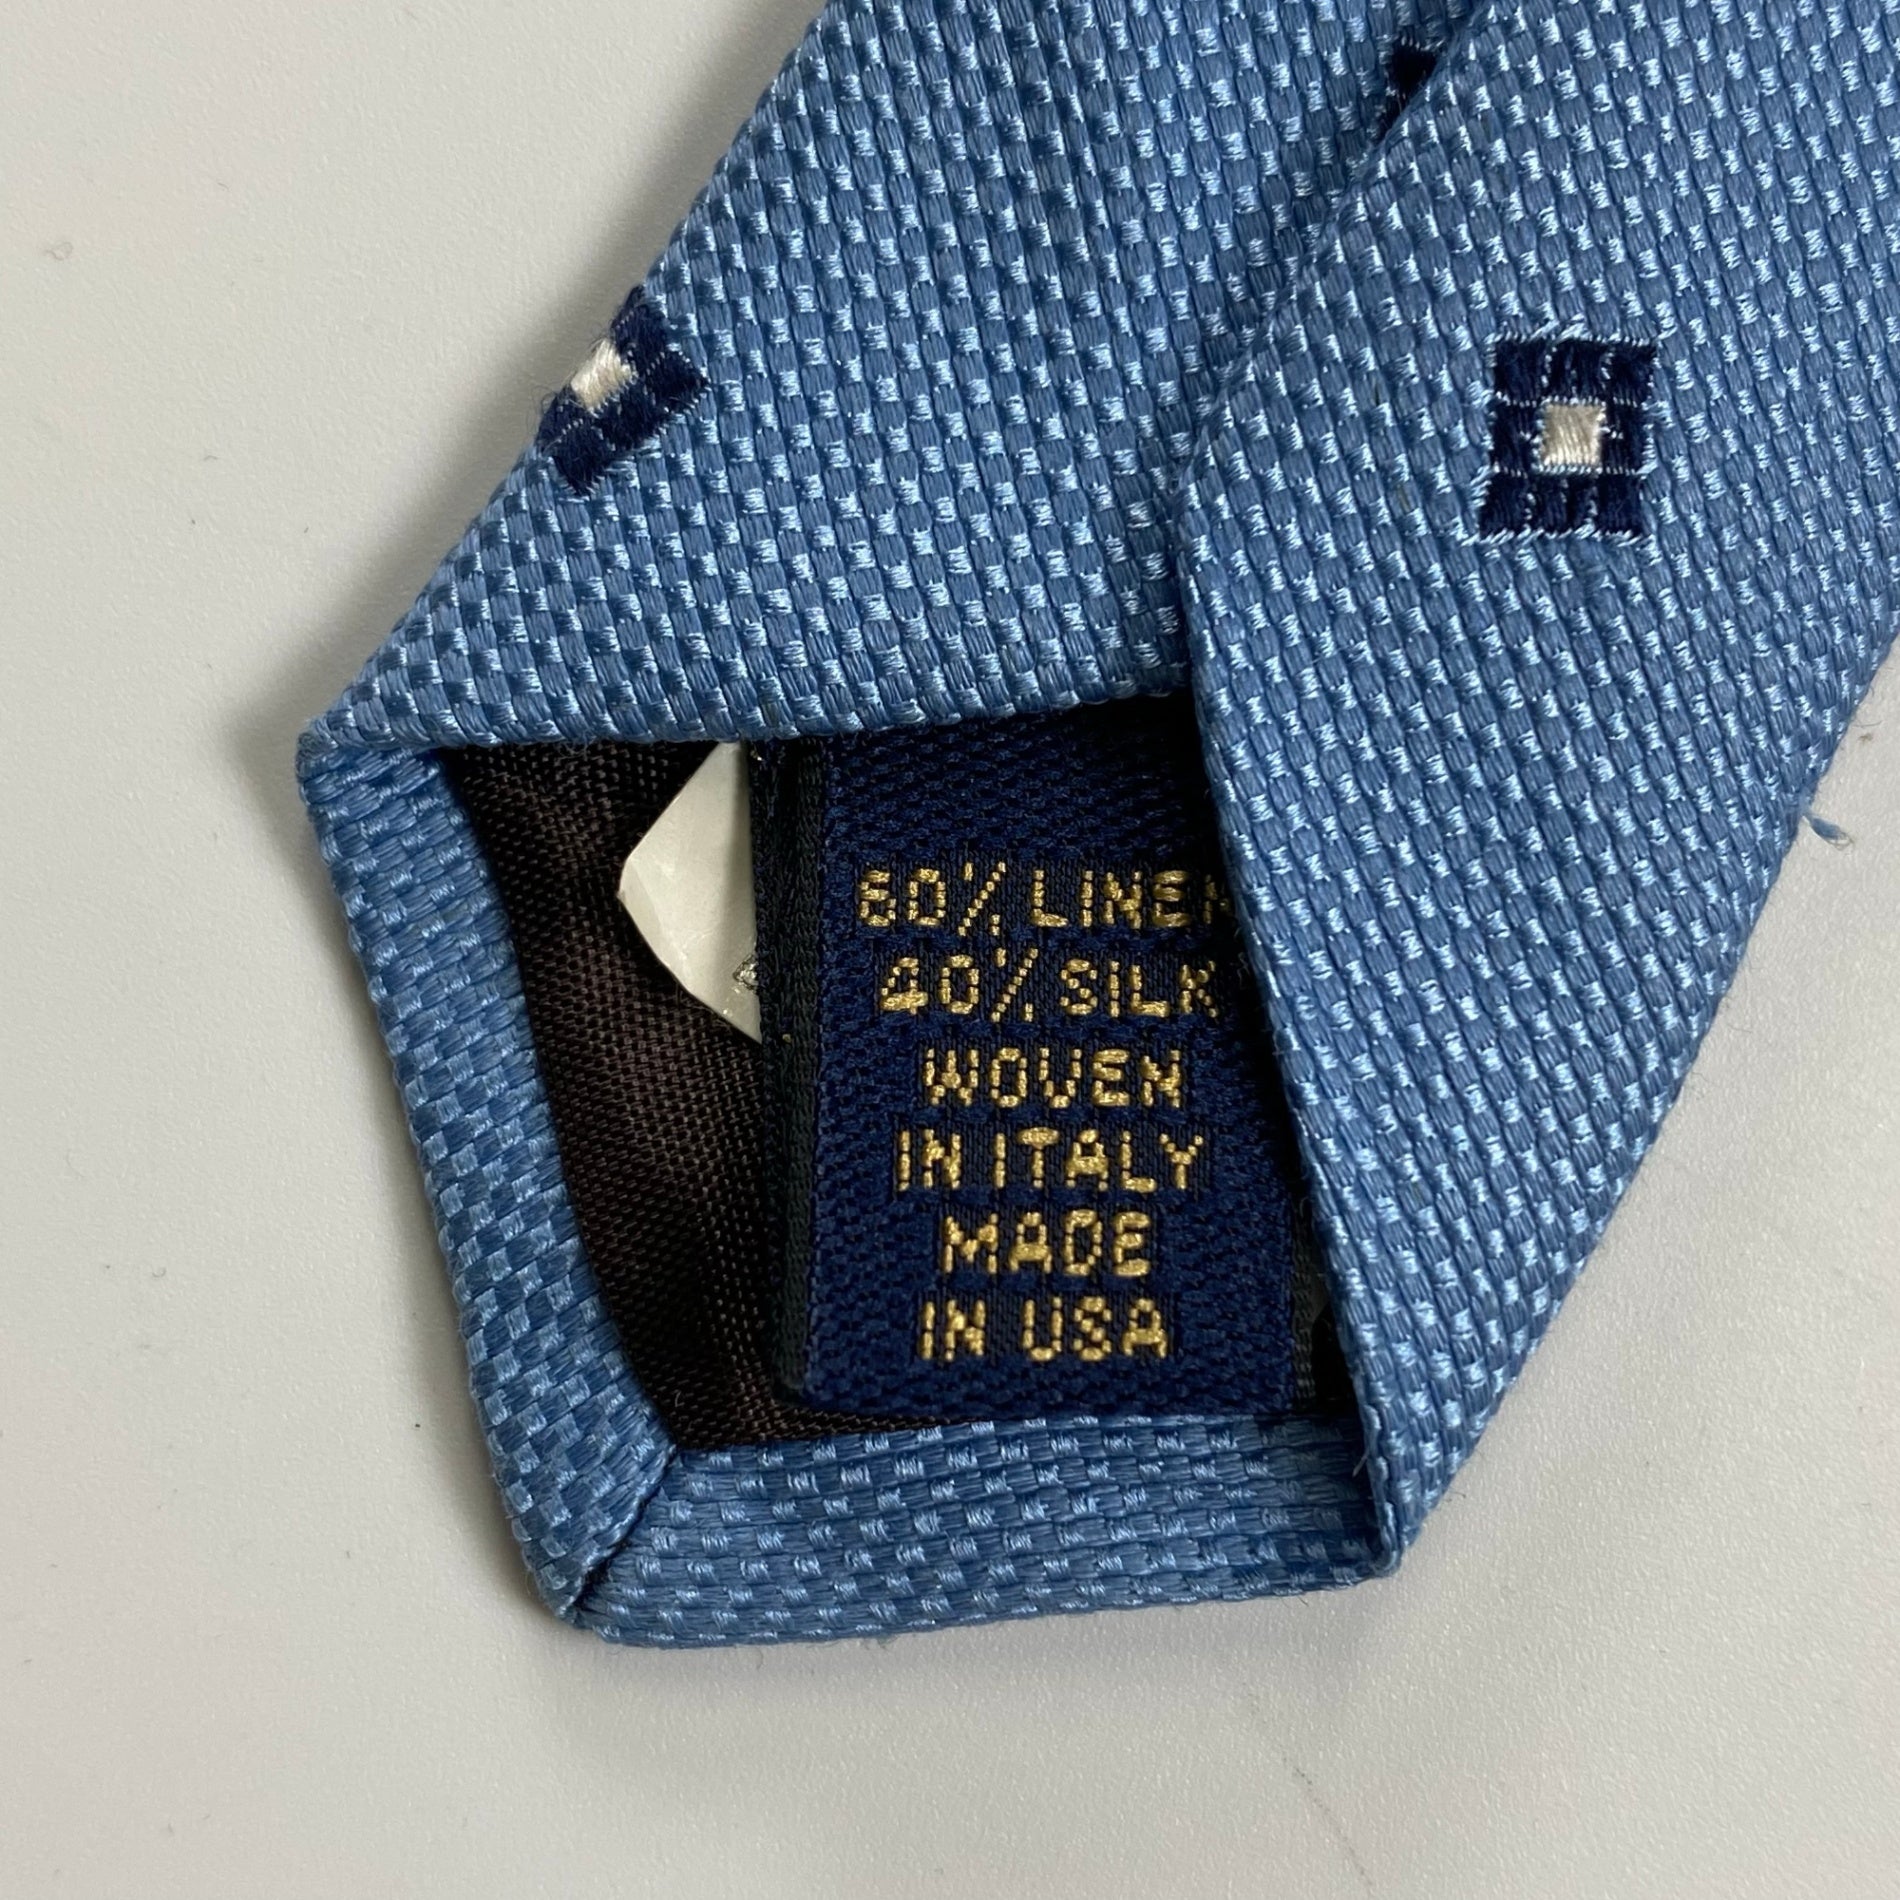 60% LINEN
40% SILK
WOVEN
IN ITALY
MADE
IN USA